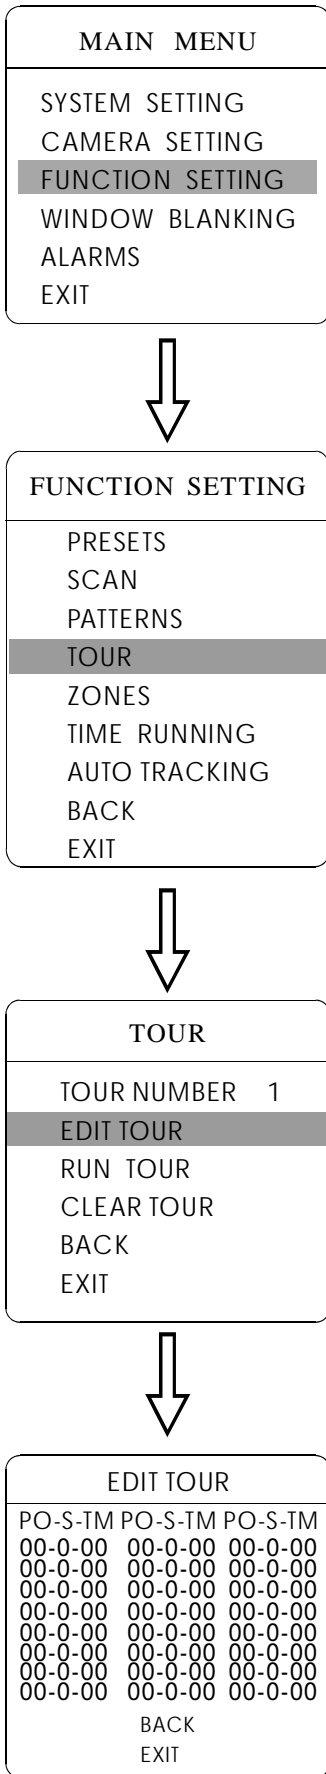 MAIN MENU
SYSTEM SETTING
CAMERA SETTING
FUNCTION SETTING
WINDOW BLANKING
ALARMS
EXIT
FUNCTION SETTING
PRESETS
SCAN
PATTERNS
TOUR
ZONES
TIME RUNNING
AUTO TRACKING
BACK
EXIT
TOUR
TOUR NUMBER 1
EDIT TOUR
RUN TOUR
CLEAR TOUR
BACK
EXIT
EDIT TOUR
PO-S-TM PO-S-TM PO-S-TM
00-0-00 00-0-00 00-0-00
00-0-00 00-0-00 00-0-00
00-0-00 00-0-00 00-0-00
00-0-00 00-0-00 00-0-00
00-0-00 00-0-00 00-0-00
00-0-00 00-0-00 00-0-00
00-0-00 00-0-00 00-0-00
00-0-00 00-0-00 00-0-00
BACK
EXIT